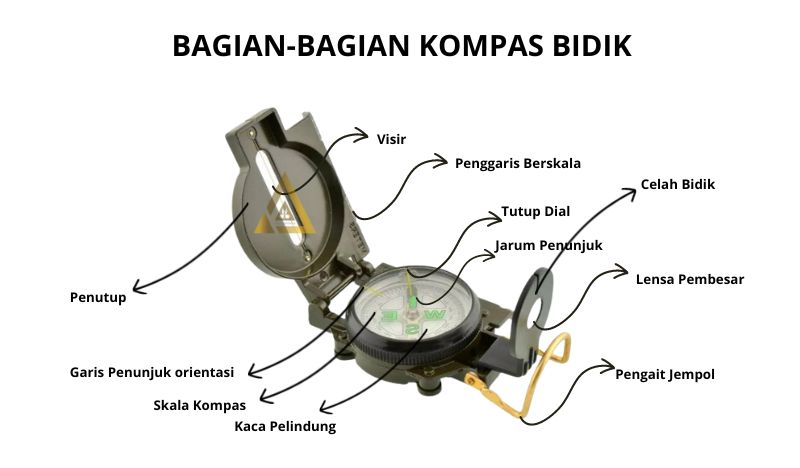 BAGIAN-BAGIAN KOMPAS BIDIK
Visir
Penggaris Berskala
Celah Bidik
Tutup Dial
Jarum Penunjuk
Lensa Pembesar
Penutup
Garis Penunjuk orientasi
Pengait Jempol
Skala Kompas
Kaca Pelindung
E
W
S